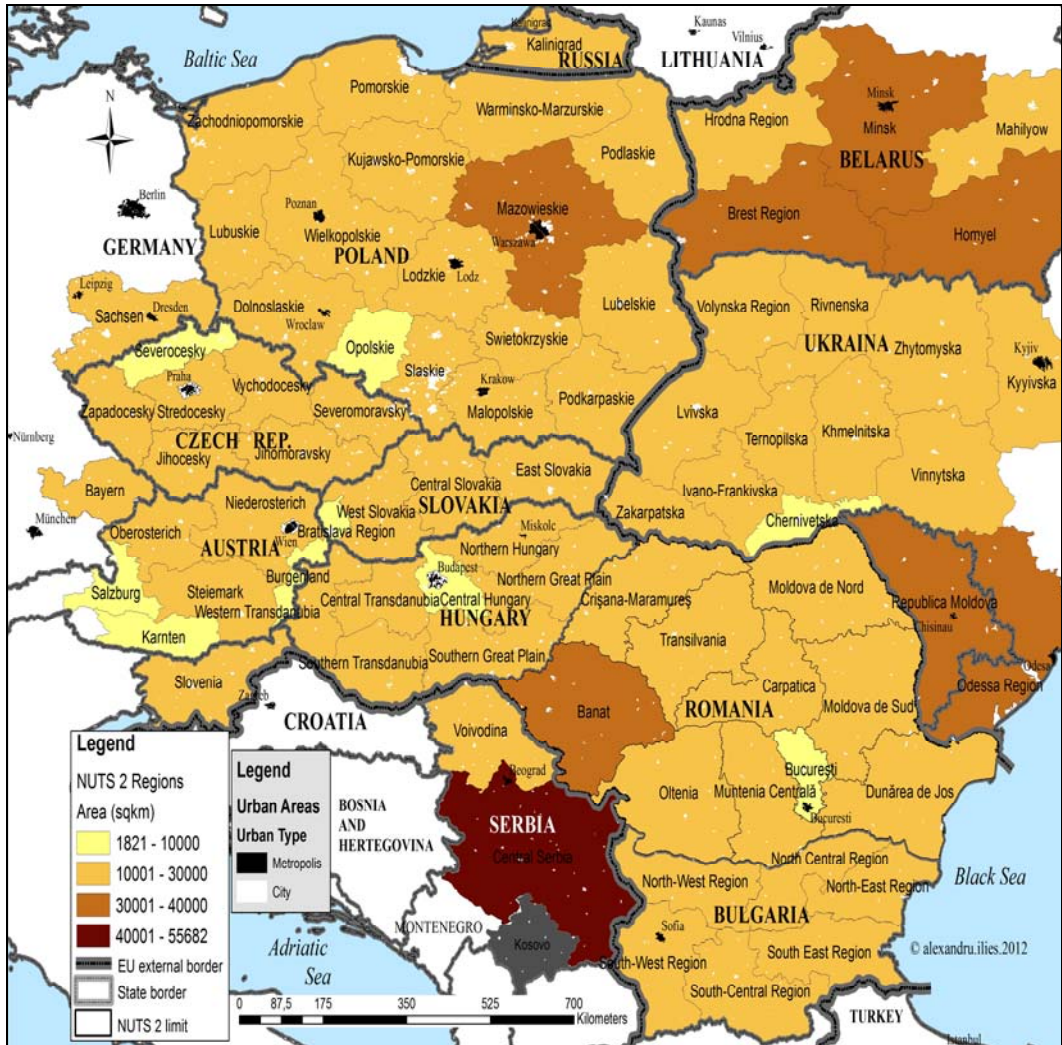 Kaliningrad
Kaunas
Vilnius
Baltic Sea
Kalinigrad
RUSSIA
LITHUANIA
Pomorskie
Minsk
N
Zachodniopomorskie
Warminsko-Marzurskie
Hrodna Region
Minsk
Mahilyow
Kujawsko-Pomorskie
Podlaskie
BELARUS
Berlin
Poznan
Mazowieskie
Brest Region
Lubuskie
Wielkopolskie
Warszawa
Homyel
GERMANY
POLAND
Lodzkie
Lodz
Leipzig
Dresden
Sachsen
Dolnoslaskie
Wroclaw
Lubelskie
Volynska Region
Rivnenska
Severocesky
Opolskie
Swietokrzyskie
UKRAINA
Zhytomyska
Kyjiv
Praha
Vychodocesky
Slaskie
Krakow
Kyyivska
Zapadocesky
Stredocesky
Severomoravsky
Malopolskie
Podkarpaskie
Lvivska
Nürnberg
CZECH REP.
Jihocesky
Jihomoravsky
Ternopilska
Khmelnitska
Central Slovakia
East Slovakia
Vinnytska
Bayern
Niederosterich
West Slovakia
SLOVAKIA
Ivano-Frankivska
Zakarpatska
Chernivetska
München
Oberosterich
Wien
Bratislava Region
Miskolc
AUSTRIA
Northern Hungary
Burgenland
Budapest
Moldova de Nord
Salzburg
Steiemark
Northern Great Plain
Western Transdanubia
Central Transdanubia
Central Hungary
Crişana-Maramureş
Republica Moldova
HUNGARY
Chisinau
Karnten
Transilvania
Southern Transdanubia
Southern Great Plain
Odesa
Slovenia
Carpatica
Odessa Region
Zagreb
Banat
ROMANIA
Moldova de Sud
CROATIA
Voivodina
Legend
NUTS 2 Regions
Area (sqkm)
1821 - 10000
10001 - 30000
30001 - 40000
40001 - 55682
EU external border
State border
NUTS 2 limit
Legend
Urban Areas
Urban Type
Metropolis
City
Beograd
Bucureşti
BOSNIA
AND
HERTEGOVINA
Oltenia
Muntenia Centrală
Dunărea de Jos
Bucuresti
SERBIA
Central Serbia
North Central Region
North-West Region
North-East Region
Black Sea
MONTENEGRO
BULGARIA
Kosovo
Sofia
Adriatic
Sea
South-West Region
South East Region
© alexandru.ilies.2012
South-Central Region
0 87,5 175 350 525 700
Kilometers
TURKEY
Istanbul